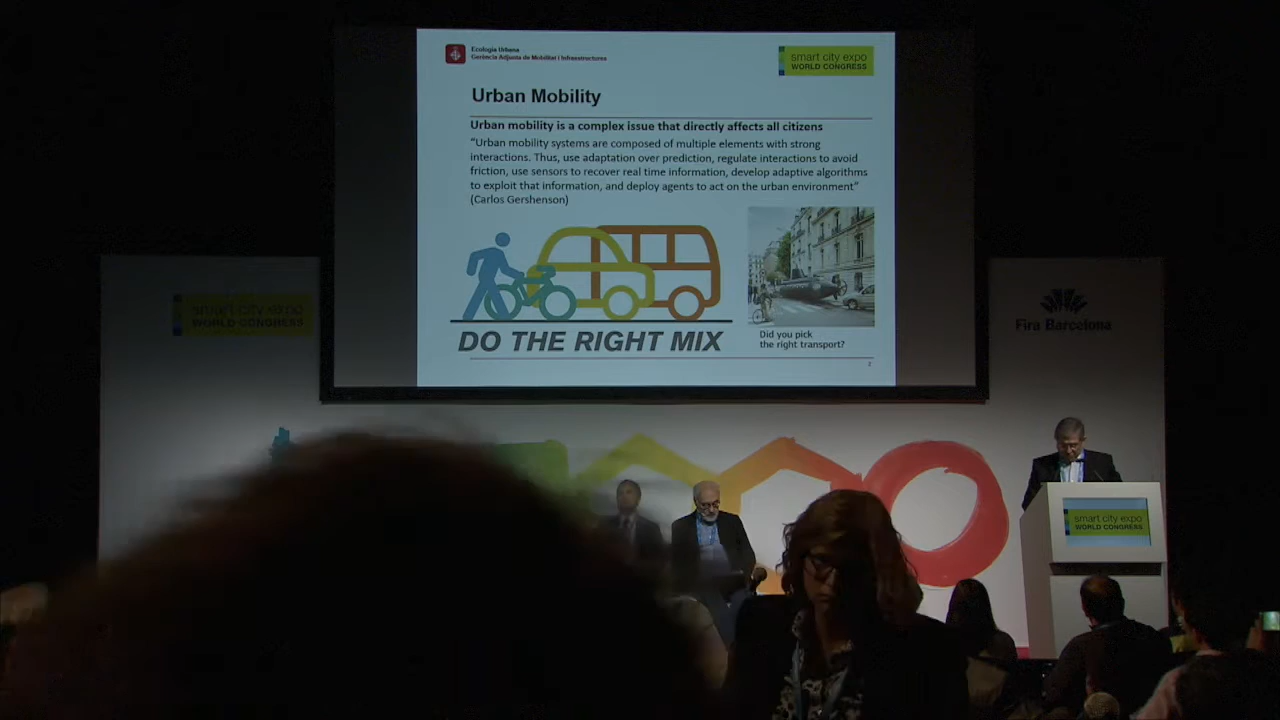 Ecologia Urbana
Gerència Adjunta de Mobilitat i Infraestructures
smart city expo
WORLD CONGRESS
Urban Mobility
Urban mobility is a complex issue that directly affects all citizens
“Urban mobility systems are composed of multiple elements with strong
interactions. Thus, use adaptation over prediction, regulate interactions to avoid
friction, use sensors to recover real time information, develop adaptive algorithms
to exploit that information, and deploy agents to act on the urban environment”
(Carlos Gershenson)
DO THE RIGHT MIX
Did you pick
the right transport?
2
smart city expo
WORLD CONGRESS
Fira Barcelona
smart city expo
WORLD CONGRESS